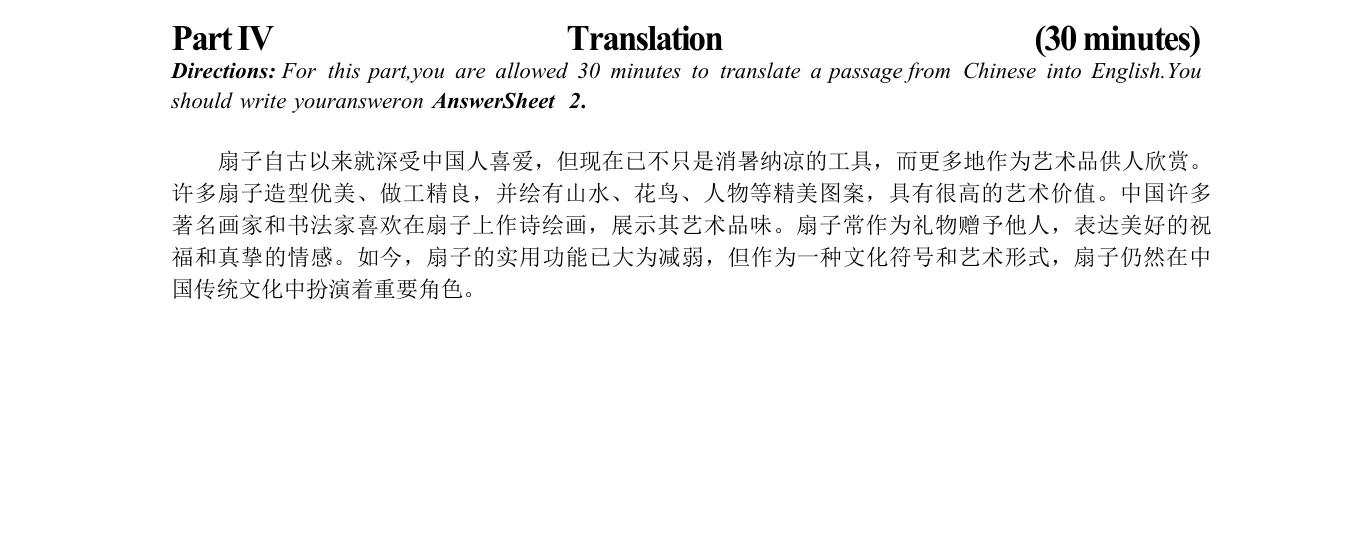 Part IV Translation (30 minutes)
Directions: For this part,you are allowed 30 minutes to translate a passage from Chinese into English.You
should write youransweron AnswerSheet 2.
扇子自古以来就深受中国人喜爱，但现在已不只是消暑纳凉的工具，而更多地作为艺术品供人欣赏。
许多扇子造型优美、做工精良，并绘有山水、花鸟、人物等精美图案，具有很高的艺术价值。中国许多
著名画家和书法家喜欢在扇子上作诗绘画，展示其艺术品味。扇子常作为礼物赠予他人，表达美好的祝
福和真挚的情感。如今，扇子的实用功能已大为减弱，但作为一种文化符号和艺术形式，扇子仍然在中
国传统文化中扮演着重要角色。